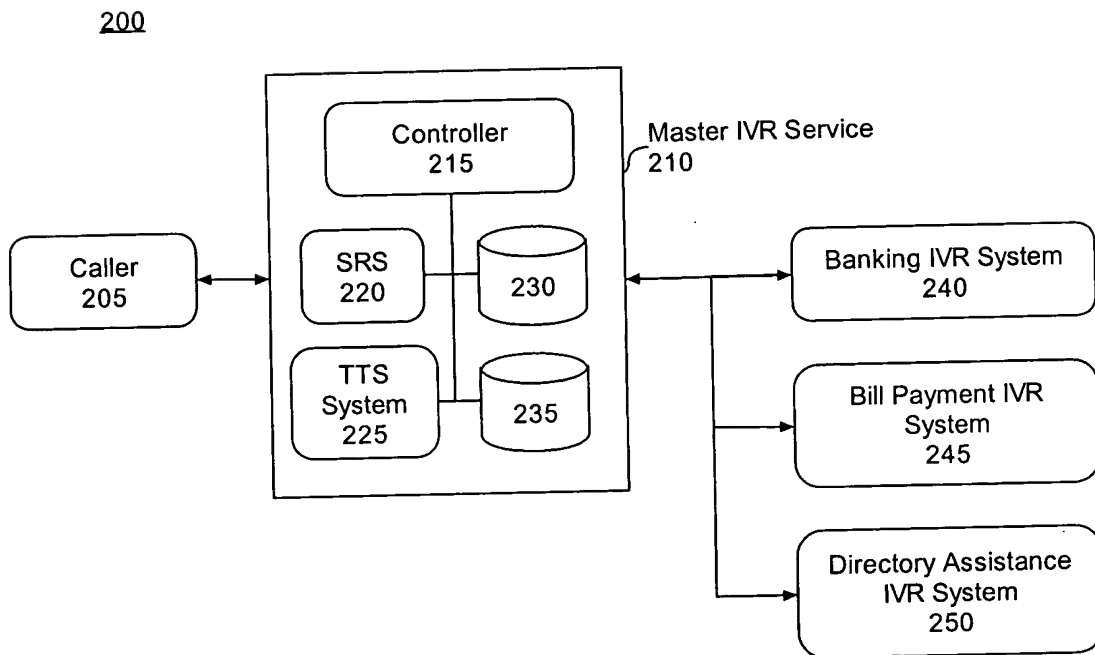 200
Controller
215
Master IVR Service
210
Caller
205
SRS
220
230
TTS
System
225
235
Banking IVR System
240
Bill Payment IVR
System
245
Directory Assistance
IVR System
250